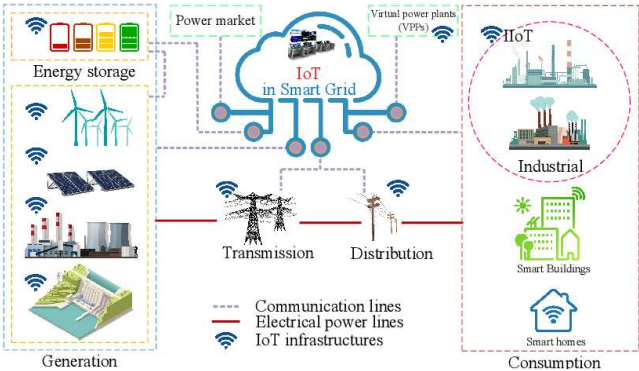 Power market
Virtual power plants
(VPPs)
IIoT
Energy storage
IoT
in Smart Grid
Industrial
Transmission
Distribution
Smart Buildings
Communication lines
Electrical power lines
IoT infrastructures
Smart homes
Generation
Consumption